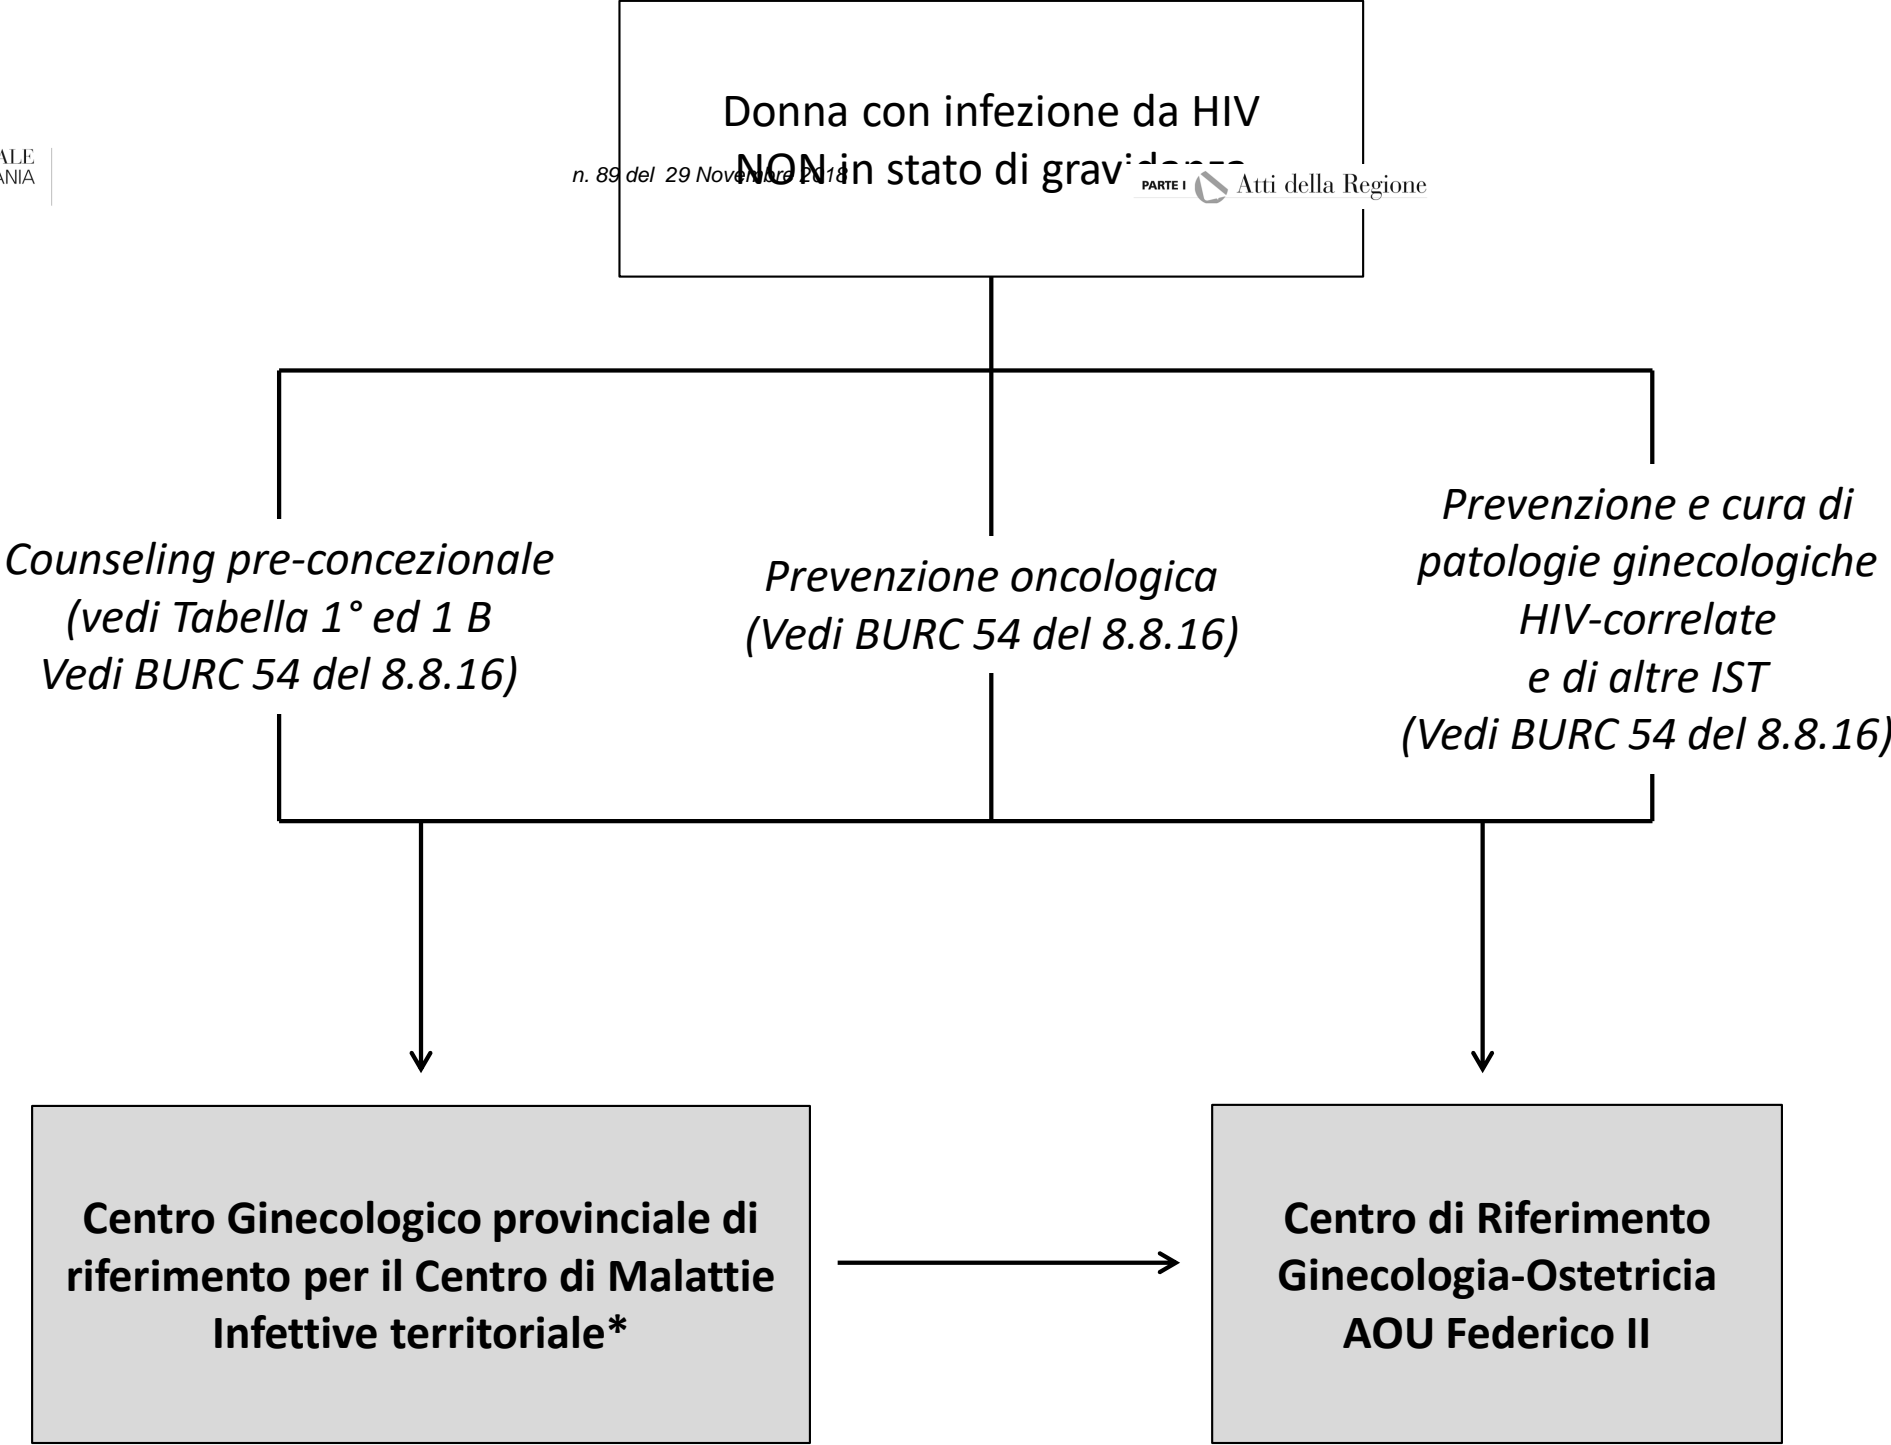 Donna con infezione da HIV
NON in stato di gravidanza
ALE
ANIA
n. 89 del 29 Novembre 2018
PARTE I Atti della Regione
Counseling pre-concezionale
(vedi Tabella 1° ed 1 B
Vedi BURC 54 del 8.8.16)
Prevenzione oncologica
(Vedi BURC 54 del 8.8.16)
Prevenzione e cura di
patologie ginecologiche
HIV-correlate
e di altre IST
(Vedi BURC 54 del 8.8.16)
Centro Ginecologico provinciale di
riferimento per il Centro di Malattie
Infettive territoriale*
Centro di Riferimento
Ginecologia-Ostetricia
AOU Federico II